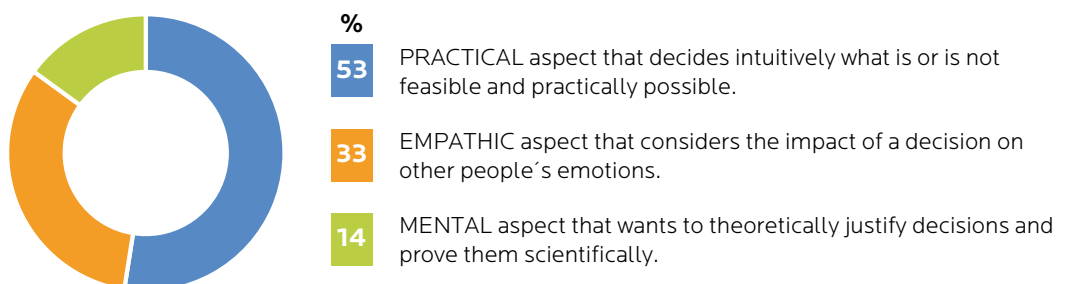 %
53
PRACTICAL aspect that decides intuitively what is or is not
feasible and practically possible.
33
EMPATHIC aspect that considers the impact of a decision on
other people´s emotions.
14
MENTAL aspect that wants to theoretically justify decisions and
prove them scientifically.